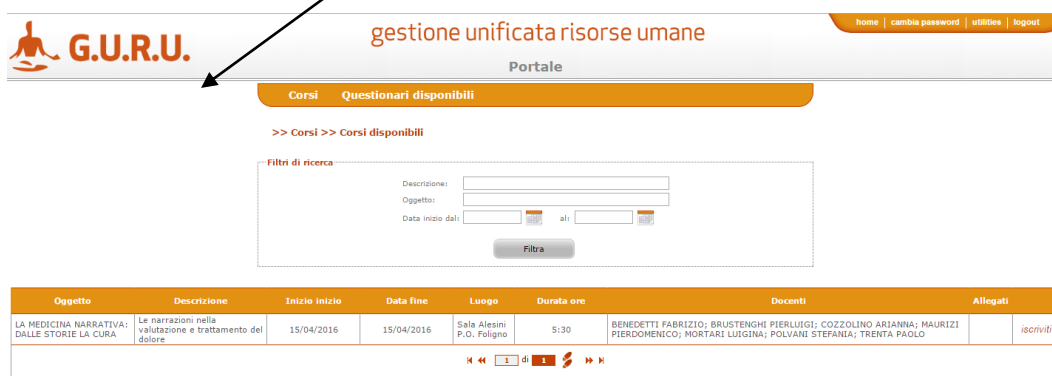 G.U.R.U.
gestione unificata risorse umane
home | cambia password | utilities | logout
Portale
Corsi Questionari disponibili
>> Corsi >> Corsi disponibili
Filtri di ricerca
Descrizione:
Oggetto:
Data inizio dal: al:
Filtra
Oggetto Descrizione Inizio inizio Data fine Luogo Durata ore Docenti Allegati
LA MEDICINA NARRATIVA:
DALLE STORIE LA CURA
Le narrazioni nella
valutazione e trattamento del
dolore
15/04/2016
15/04/2016
Sala Alesini
P.O. Foligno
5:30
BENEDETTI FABRIZIO; BRUSTENGHI PIERLUIGI; COZZOLINO ARIANNA; MAURIZI
PIERDOMENICO; MORTARI LUIGINA; POLVANI STEFANIA; TRENTA PAOLO
iscriviti
1 di 1